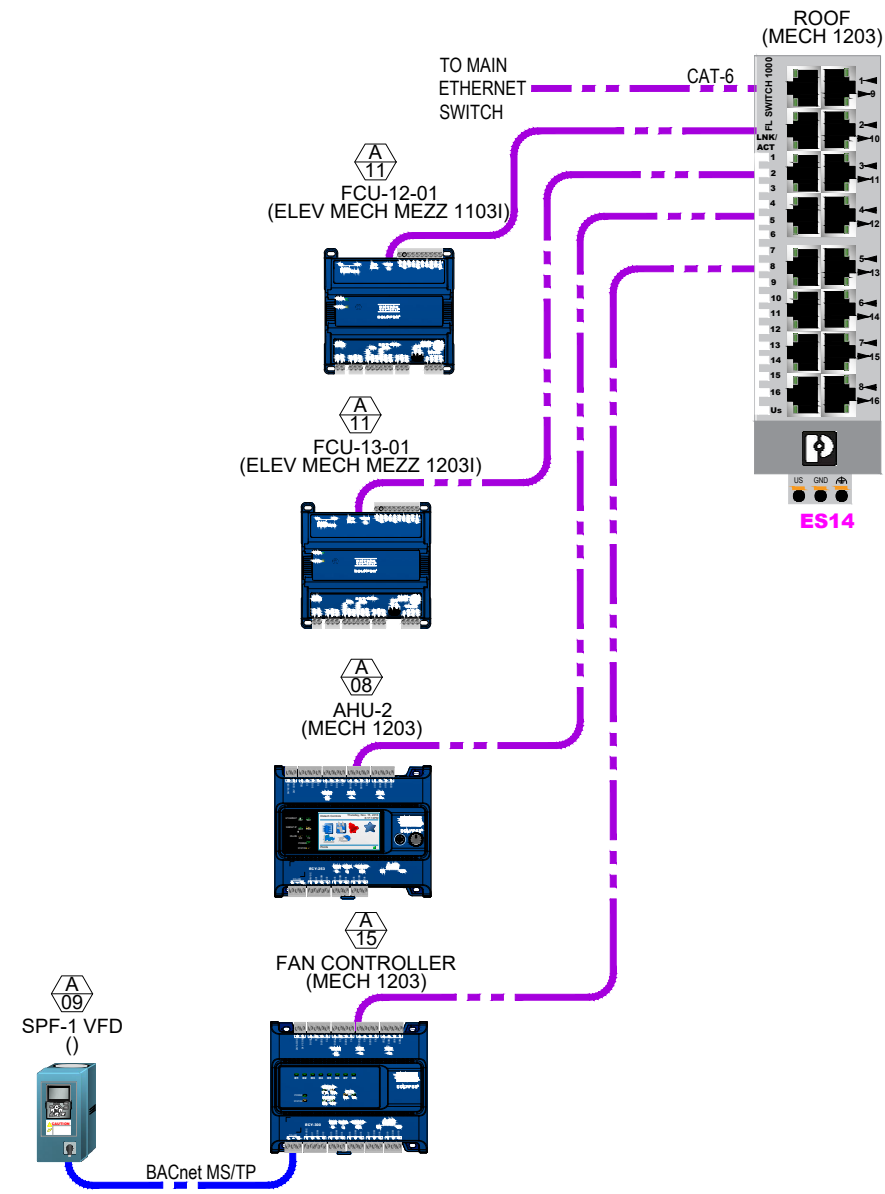 ROOF
(MECH 1203)
TO MAIN
ETHERNET
SWITCH
CAT-6
FL SWITCH 1000
LNK/
ACT
1
2
3
4
5
6
7
8
9
10
11
12
13
14
15
16
Us
1
9
2
10
3
11
4
12
5
13
6
14
7
15
8
16
US GND
ES14
A
11
FCU-12-01
(ELEV MECH MEZZ 1103I)
A
11
FCU-13-01
(ELEV MECH MEZZ 1203I)
A
08
AHU-2
(MECH 1203)
A
15
FAN CONTROLLER
(MECH 1203)
A
09
SPF-1 VFD
()
CAUTION
BACnet MS/TP